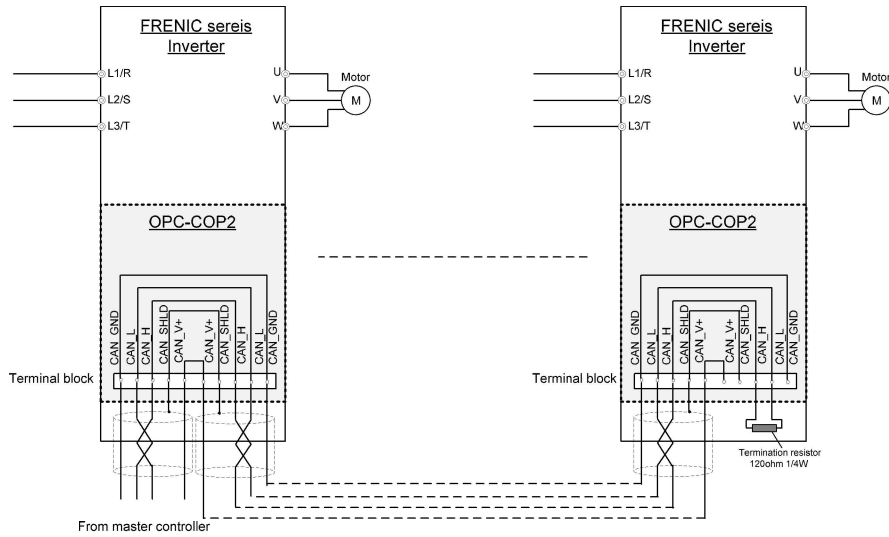 FRENIC sereis
Inverter
L1/R
L2/S
L3/T
U
V
W
Motor
M
OPC-COP2
CAN_GND
CAN_L
CAN_H
CAN_SHLD
CAN_V+
CAN_V+
CAN_SHLD
CAN_H
CAN_L
CAN_GND
Terminal block
From master controller
FRENIC sereis
Inverter
L1/R
L2/S
L3/T
U
V
W
Motor
M
OPC-COP2
CAN_GND
CAN_L
CAN_H
CAN_SHLD
CAN_V+
CAN_V+
CAN_SHLD
CAN_H
CAN_L
CAN_GND
Terminal block
Termination resistor
120ohm 1/4W